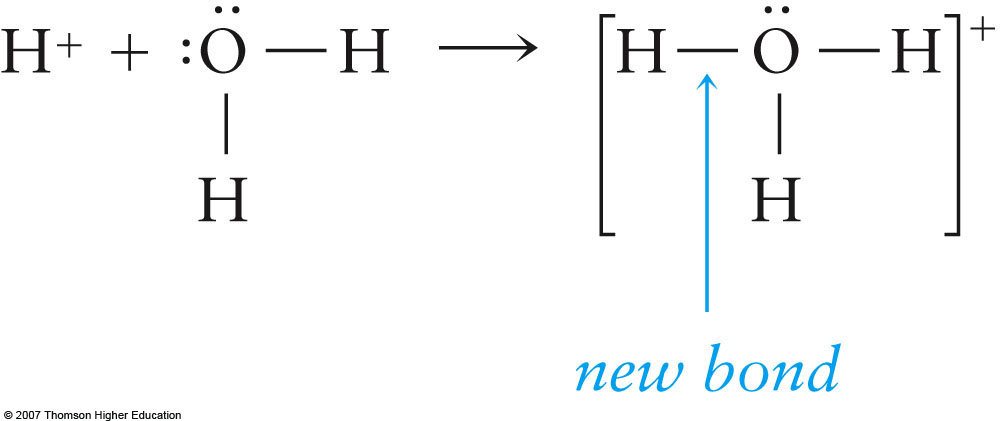 H⁺ + :Ö — H ⟶ [H — Ö — H]⁺
H H
new bond
© 2007 Thomson Higher Education